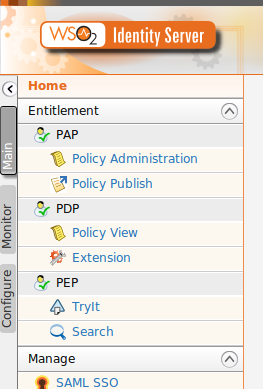 WSO2 Identity Server
Home
Entitlement
PAP
Policy Administration
Policy Publish
PDP
Policy View
Extension
PEP
TryIt
Search
Manage
SAML SSO
Main
Monitor
Configure